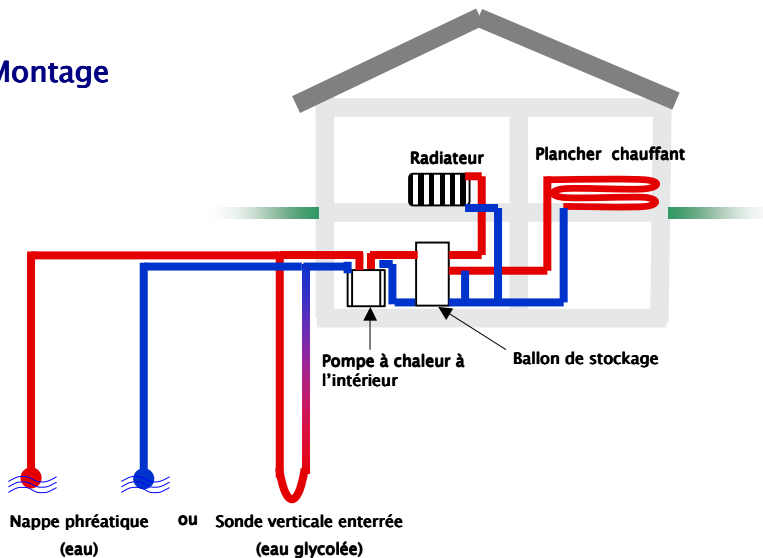 Montage
Radiateur
Plancher chauffant
Pompe à chaleur à
l'intérieur
Ballon de stockage
Nappe phréatique
(eau)
ou
Sonde verticale enterrée
(eau glycolée)